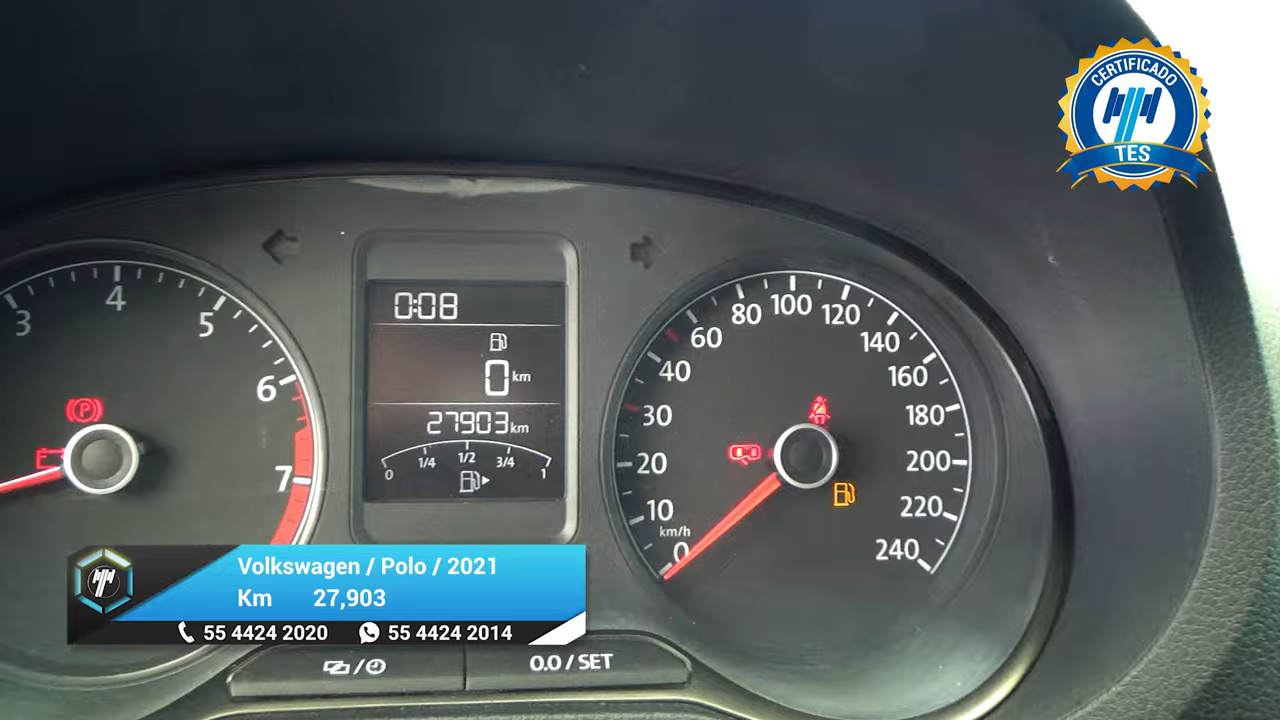 CERTIFICADO
TES
3
4
5
6
7
0:08
0 km
27903 km
0 1/4 1/2 3/4 1
0
10
20
30
40
60
80
100
120
140
160
180
200
220
240
km/h
P
Volkswagen / Polo / 2021
Km 27,903
55 4424 2020 55 4424 2014
0.0 / SET